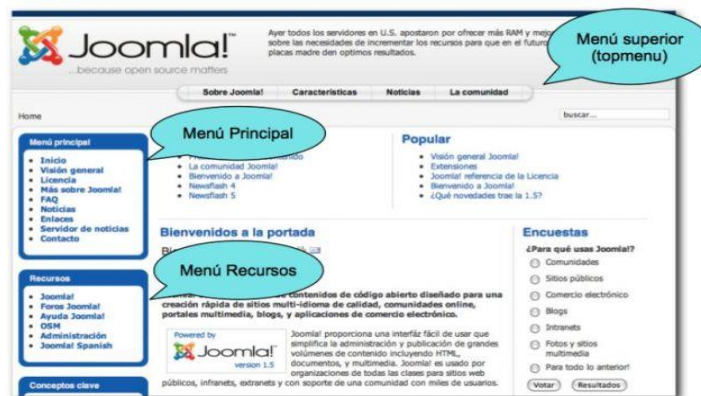 Joomla!
...because open source matters
Ayer todos los servidores en U.S. apostaron por ofrecer más RAM y
sobre las necesidades de incrementar los recursos para que en el futuro
placas madre den optimos resultados.
Menú superior
(topmenu)
Sobre Joomla!
Características
Noticias
La comunidad
Home
buscar...
Menú principal
Inicio
Visión general
Licencia
Más sobre Joomla!
FAQ
Noticias
Enlaces
Servidor de noticias
Contacto
Menú Principal
La comunidad Joomla!
Bienvenido a Joomla!
Newsflash 4
Newsflash 5
Popular
Visión general Joomla!
Extensiones
Joomla! referencia de la Licencia
Bienvenido a Joomla!
¿Qué novedades trae la 1.5?
Recursos
Joomla!
Foros Joomla!
Ayuda Joomla!
OSM
Administración
Joomla! Spanish
Menú Recursos
Conceptos clave
Bienvenidos a la portada
de contenidos de código abierto diseñado para una
creación rápida de sitios multi-idioma de calidad, comunidades online,
portales multimedia, blogs, y aplicaciones de comercio electrónico.
Powered by
Joomla!
version 1.5
Joomla! proporciona una interfáz fácil de usar que
simplifica la administración y publicación de grandes
volúmenes de contenido incluyendo HTML,
documentos, y multimedia. Joomla! es usado por
organizaciones de todas las clases para sitios web
públicos, infranets, extranets y con soporte de una comunidad con miles de usuarios.
Encuestas
¿Para qué usas Joomla!?
Comunidades
Sitios públicos
Comercio electrónico
Blogs
Intranets
Fotos y sitios
multimedia
Para todo lo anterior!
Votar
Resultados